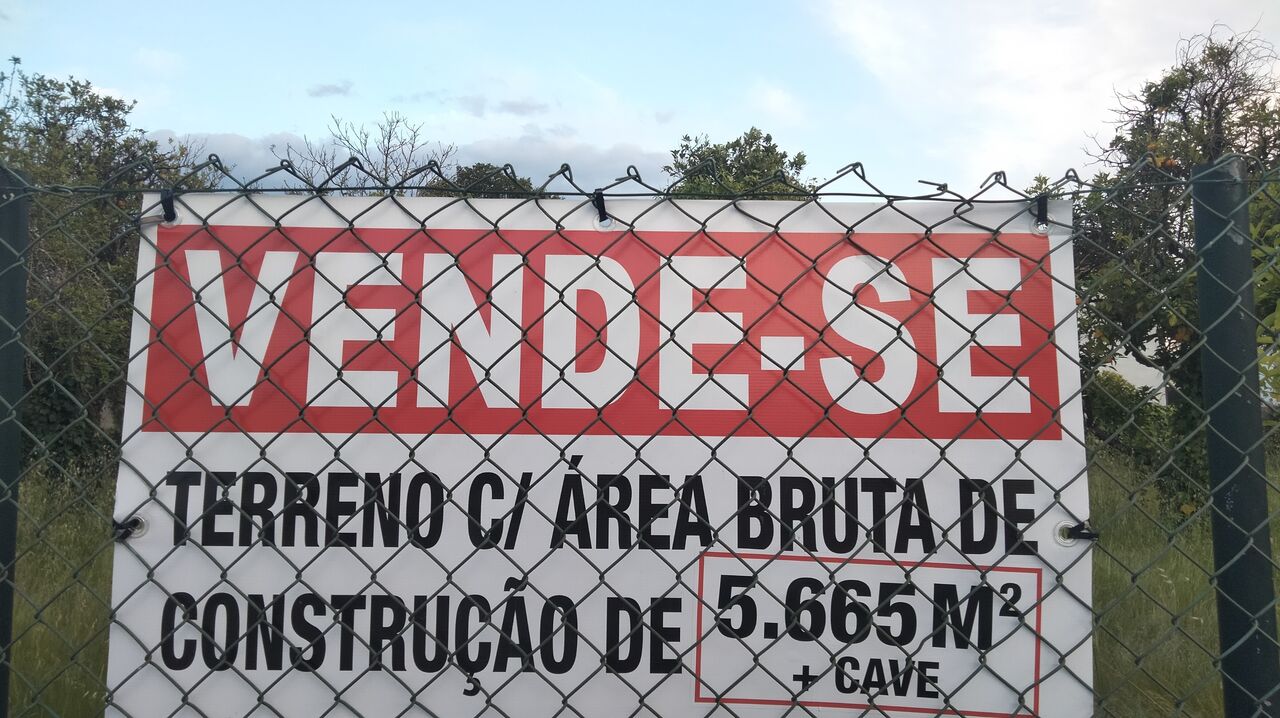 VENDE-SE
TERRENO C/ ÁREA BRUTA DE
CONSTRUÇÃO DE 5.665 M²
+ CAVE